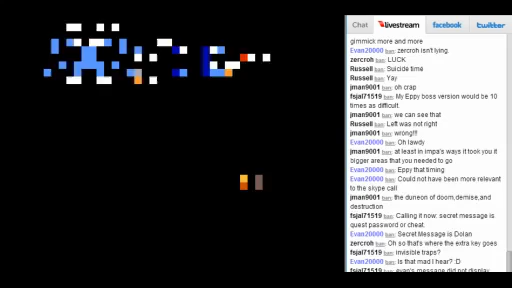 Chat livestream facebook twitter
gimmick more and more
Evan20000 ban: zercroh isn't lying.
zercroh ban: LUCK
Russell ban: Suicide time
Russell ban: Yay
jman9001 ban: oh crap
fsjal71519 ban: My Eppy boss version would be 10
times as difficult.
jman9001 ban: we can see that
Russell ban: Left was not right
jman9001 ban: wrong!!!
Evan20000 ban: Oh lawdy
jman9001 ban: at least in impa's ways it took you it
bigger areas that you needed to go
Evan20000 ban: Eppy that timing
Evan20000 ban: Could not have been more relevant
to the skype call
jman9001 ban: the duneon of doom,demise,and
destruction
fsjal71519 ban: Calling it now: secret message is
quest password or cheat.
Evan20000 ban: Secret Message is Dolan
zercroh ban: Oh so that's where the extra key goes
fsjal71519 ban: invisible traps?
Evan20000 ban: Is that mad I hear? :D
fsjal71519 ban: evan's message did not display